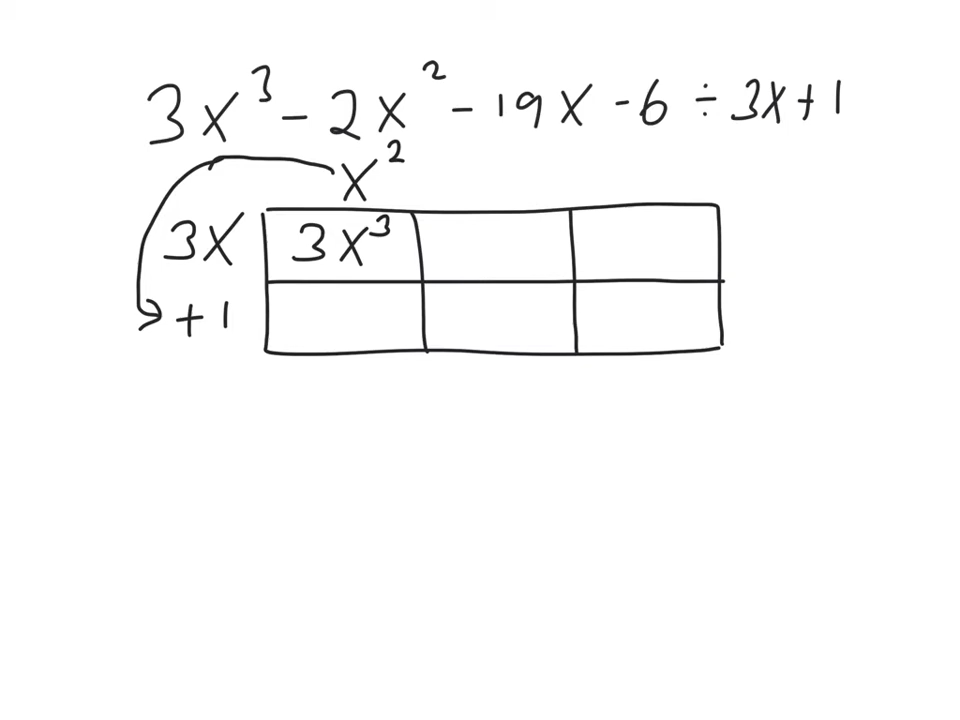 3x³ - 2x² - 19x - 6 ÷ 3x + 1
x²
3x 3x³
+ 1